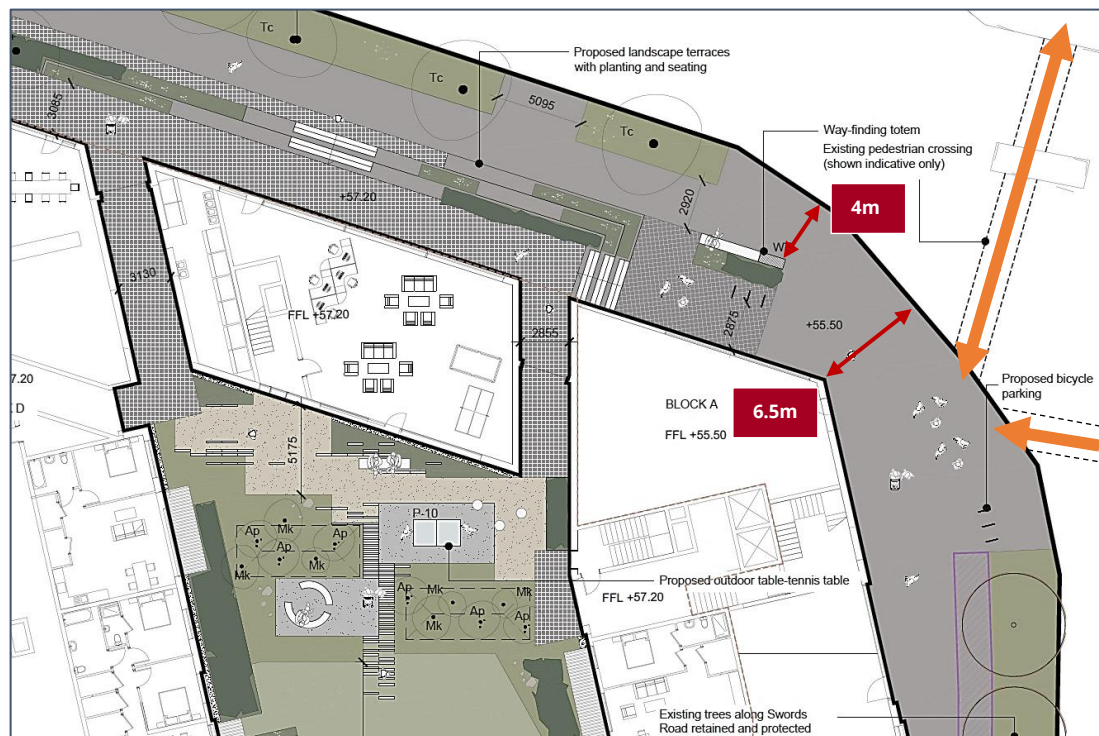 Tc
Proposed landscape terraces
with planting and seating
Tc
5095
3085
Tc
Way-finding totem
Existing pedestrian crossing
(shown indicative only)
+57.20
2920
4m
W
3130
FFL +57.20
2855
2875
+55.50
Proposed bicycle
parking
7.20
D
BLOCK A
6.5m
FFL +55.50
5175
P-10
Mk
Ap
Ap
Ap
Mk
Mk
Mk
Proposed outdoor table-tennis table
FFL +57.20
Ap
Mk
Ap
Mk
Ap
Existing trees along Swords
Road retained and protected